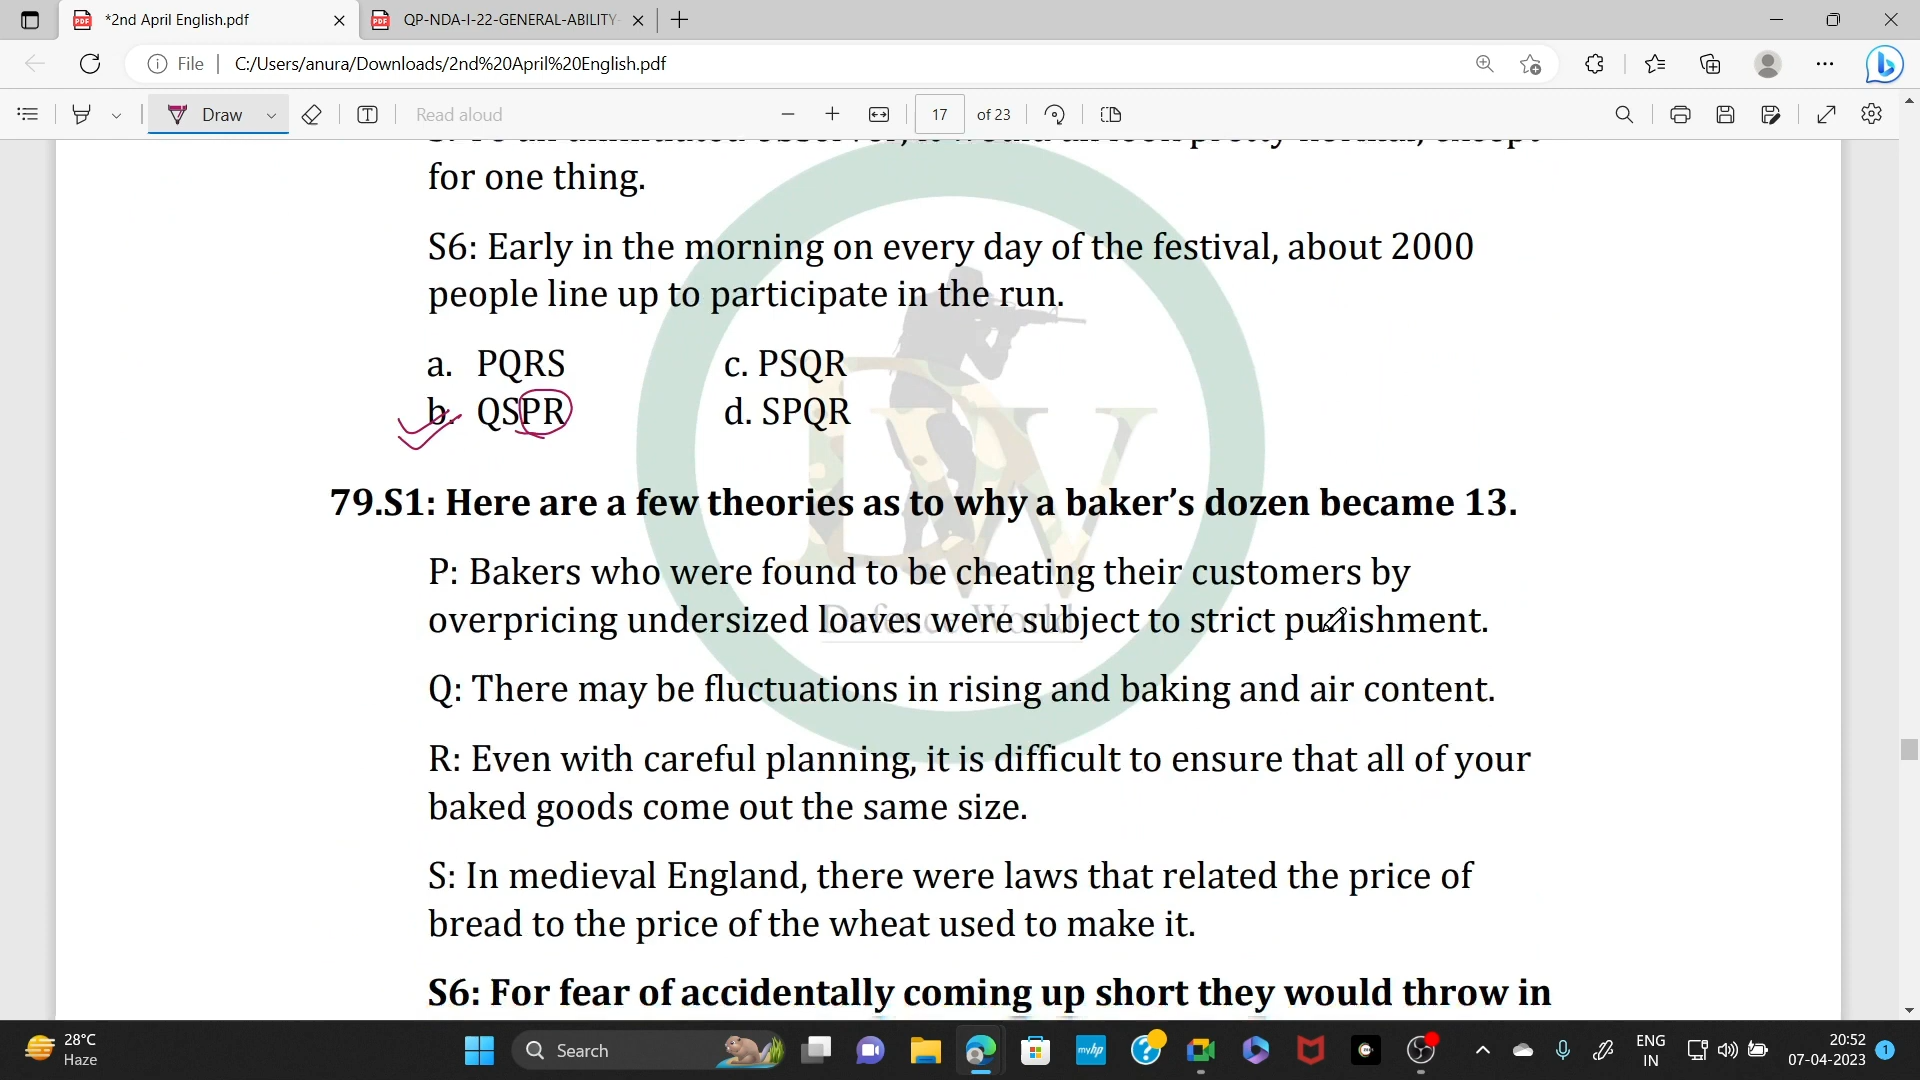 *2nd April English.pdf
QP-NDA-I-22-GENERAL-ABILITY-
File
C:/Users/anura/Downloads/2nd%20April%20English.pdf
Draw
Read aloud
17
of 23
for one thing.
S6: Early in the morning on every day of the festival, about 2000
people line up to participate in the run.
a. PQRS
c. PSQR
b. QSPR
d. SPQR
79.S1: Here are a few theories as to why a baker's dozen became 13.
P: Bakers who were found to be cheating their customers by
overpricing undersized loaves were subject to strict punishment.
Defence World
Q: There may be fluctuations in rising and baking and air content.
R: Even with careful planning, it is difficult to ensure that all of your
baked goods come out the same size.
S: In medieval England, there were laws that related the price of
bread to the price of the wheat used to make it.
S6: For fear of accidentally coming up short they would throw in
28°C
Haze
Search
myhp
ENG
IN
20:52
07-04-2023
1